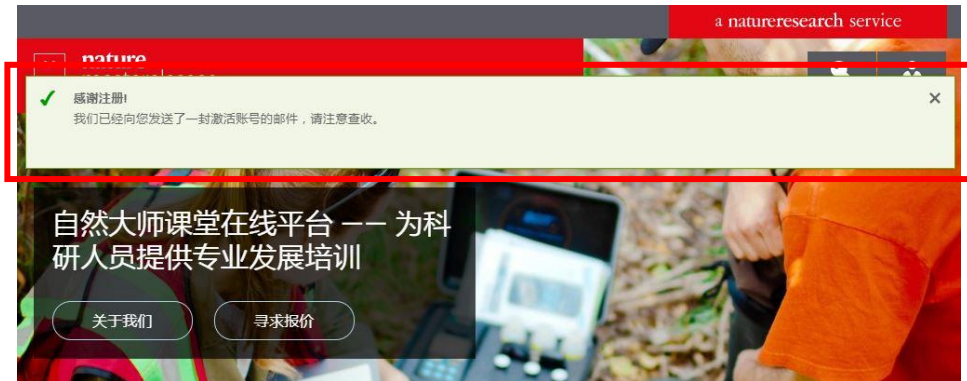 a natureresearch service
nature
感谢注册!
我们已经向您发送了一封激活账号的邮件，请注意查收。
自然大师课堂在线平台 —— 为科
研人员提供专业发展培训
关于我们
寻求报价